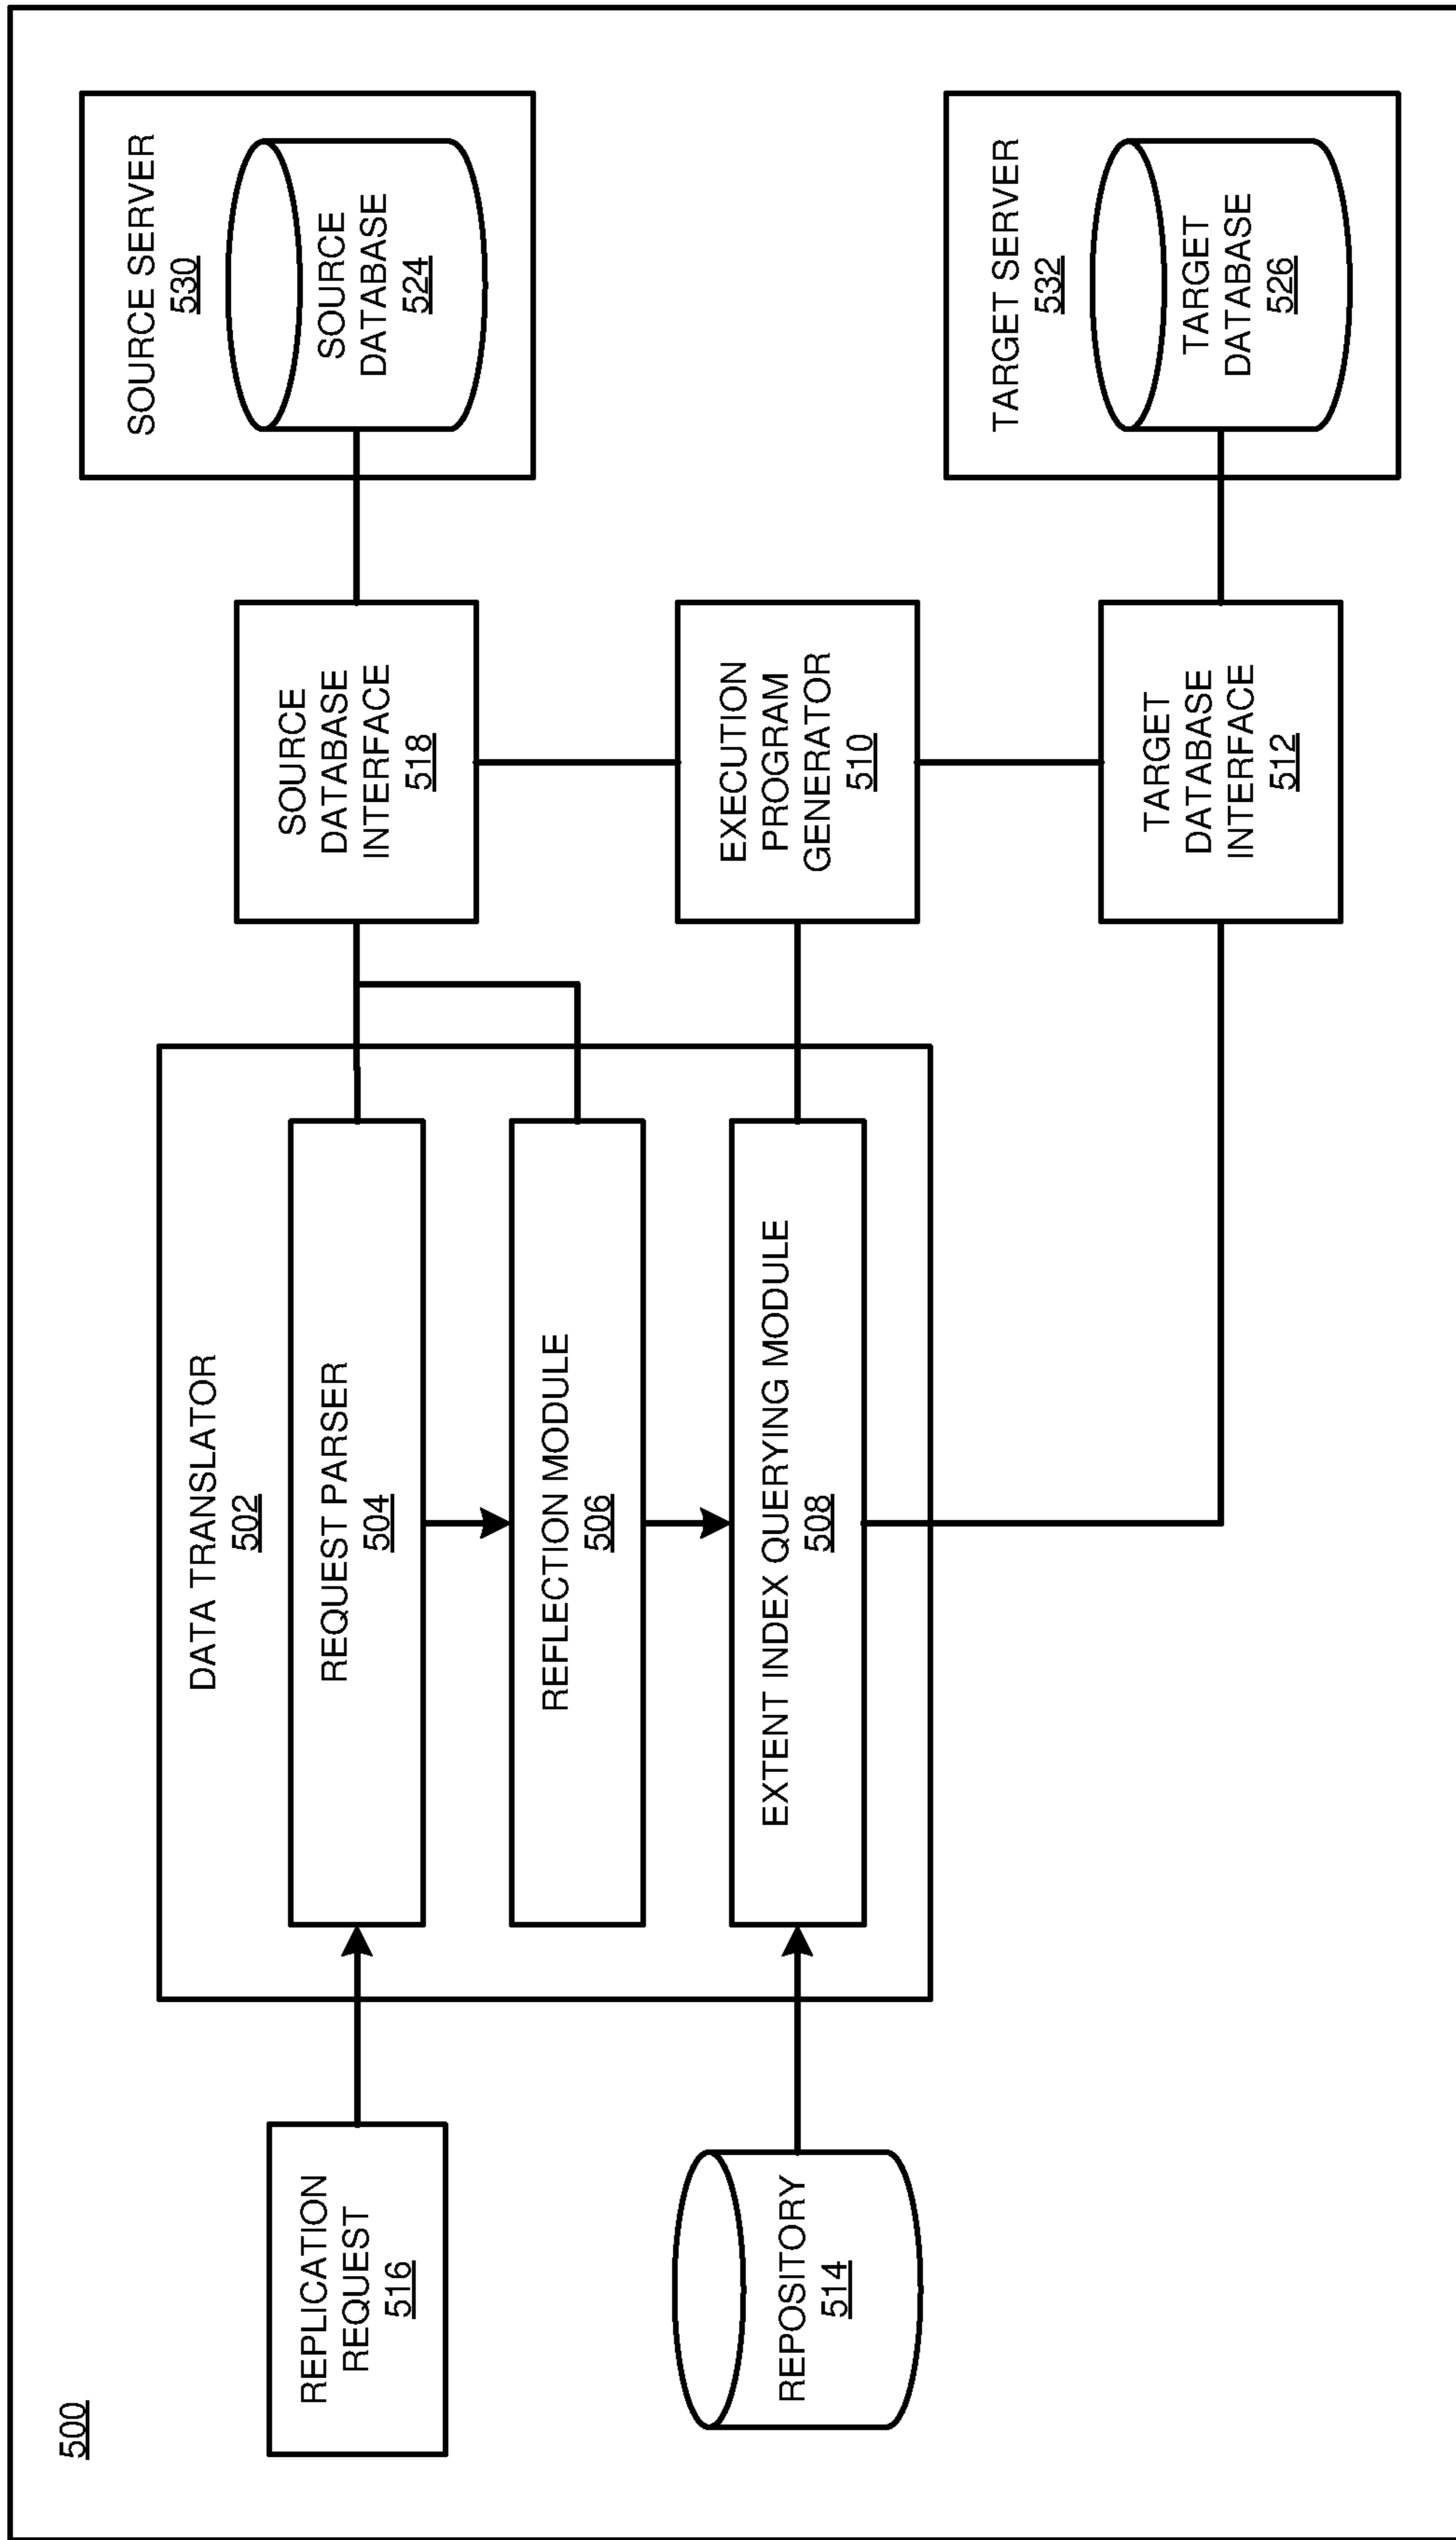 500
REPLICATION
REQUEST
516
REPOSITORY
514
DATA TRANSLATOR
502
REQUEST PARSER
504
REFLECTION MODULE
506
EXTENT INDEX QUERYING MODULE
508
SOURCE
DATABASE
INTERFACE
518
EXECUTION
PROGRAM
GENERATOR
510
TARGET
DATABASE
INTERFACE
512
SOURCE SERVER
530
SOURCE
DATABASE
524
TARGET SERVER
532
TARGET
DATABASE
526